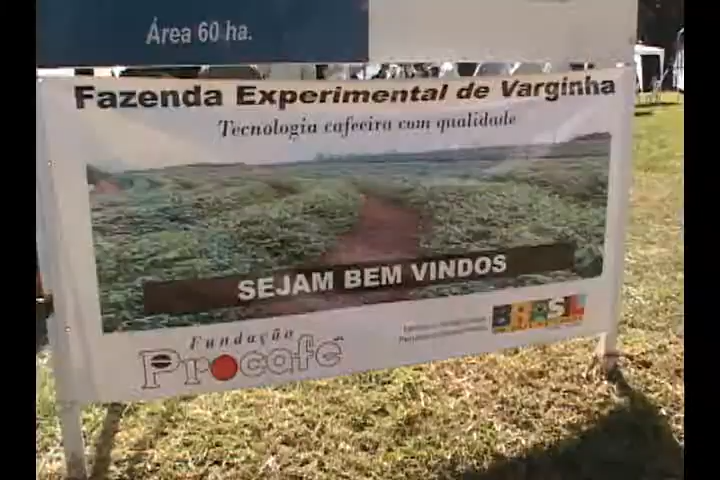 Área 60 ha.
Fazenda Experimental de Varginha
Tecnologia cafeeira com qualidade
SEJAM BEM VINDOS
Fundação
Procafé
BRASIL